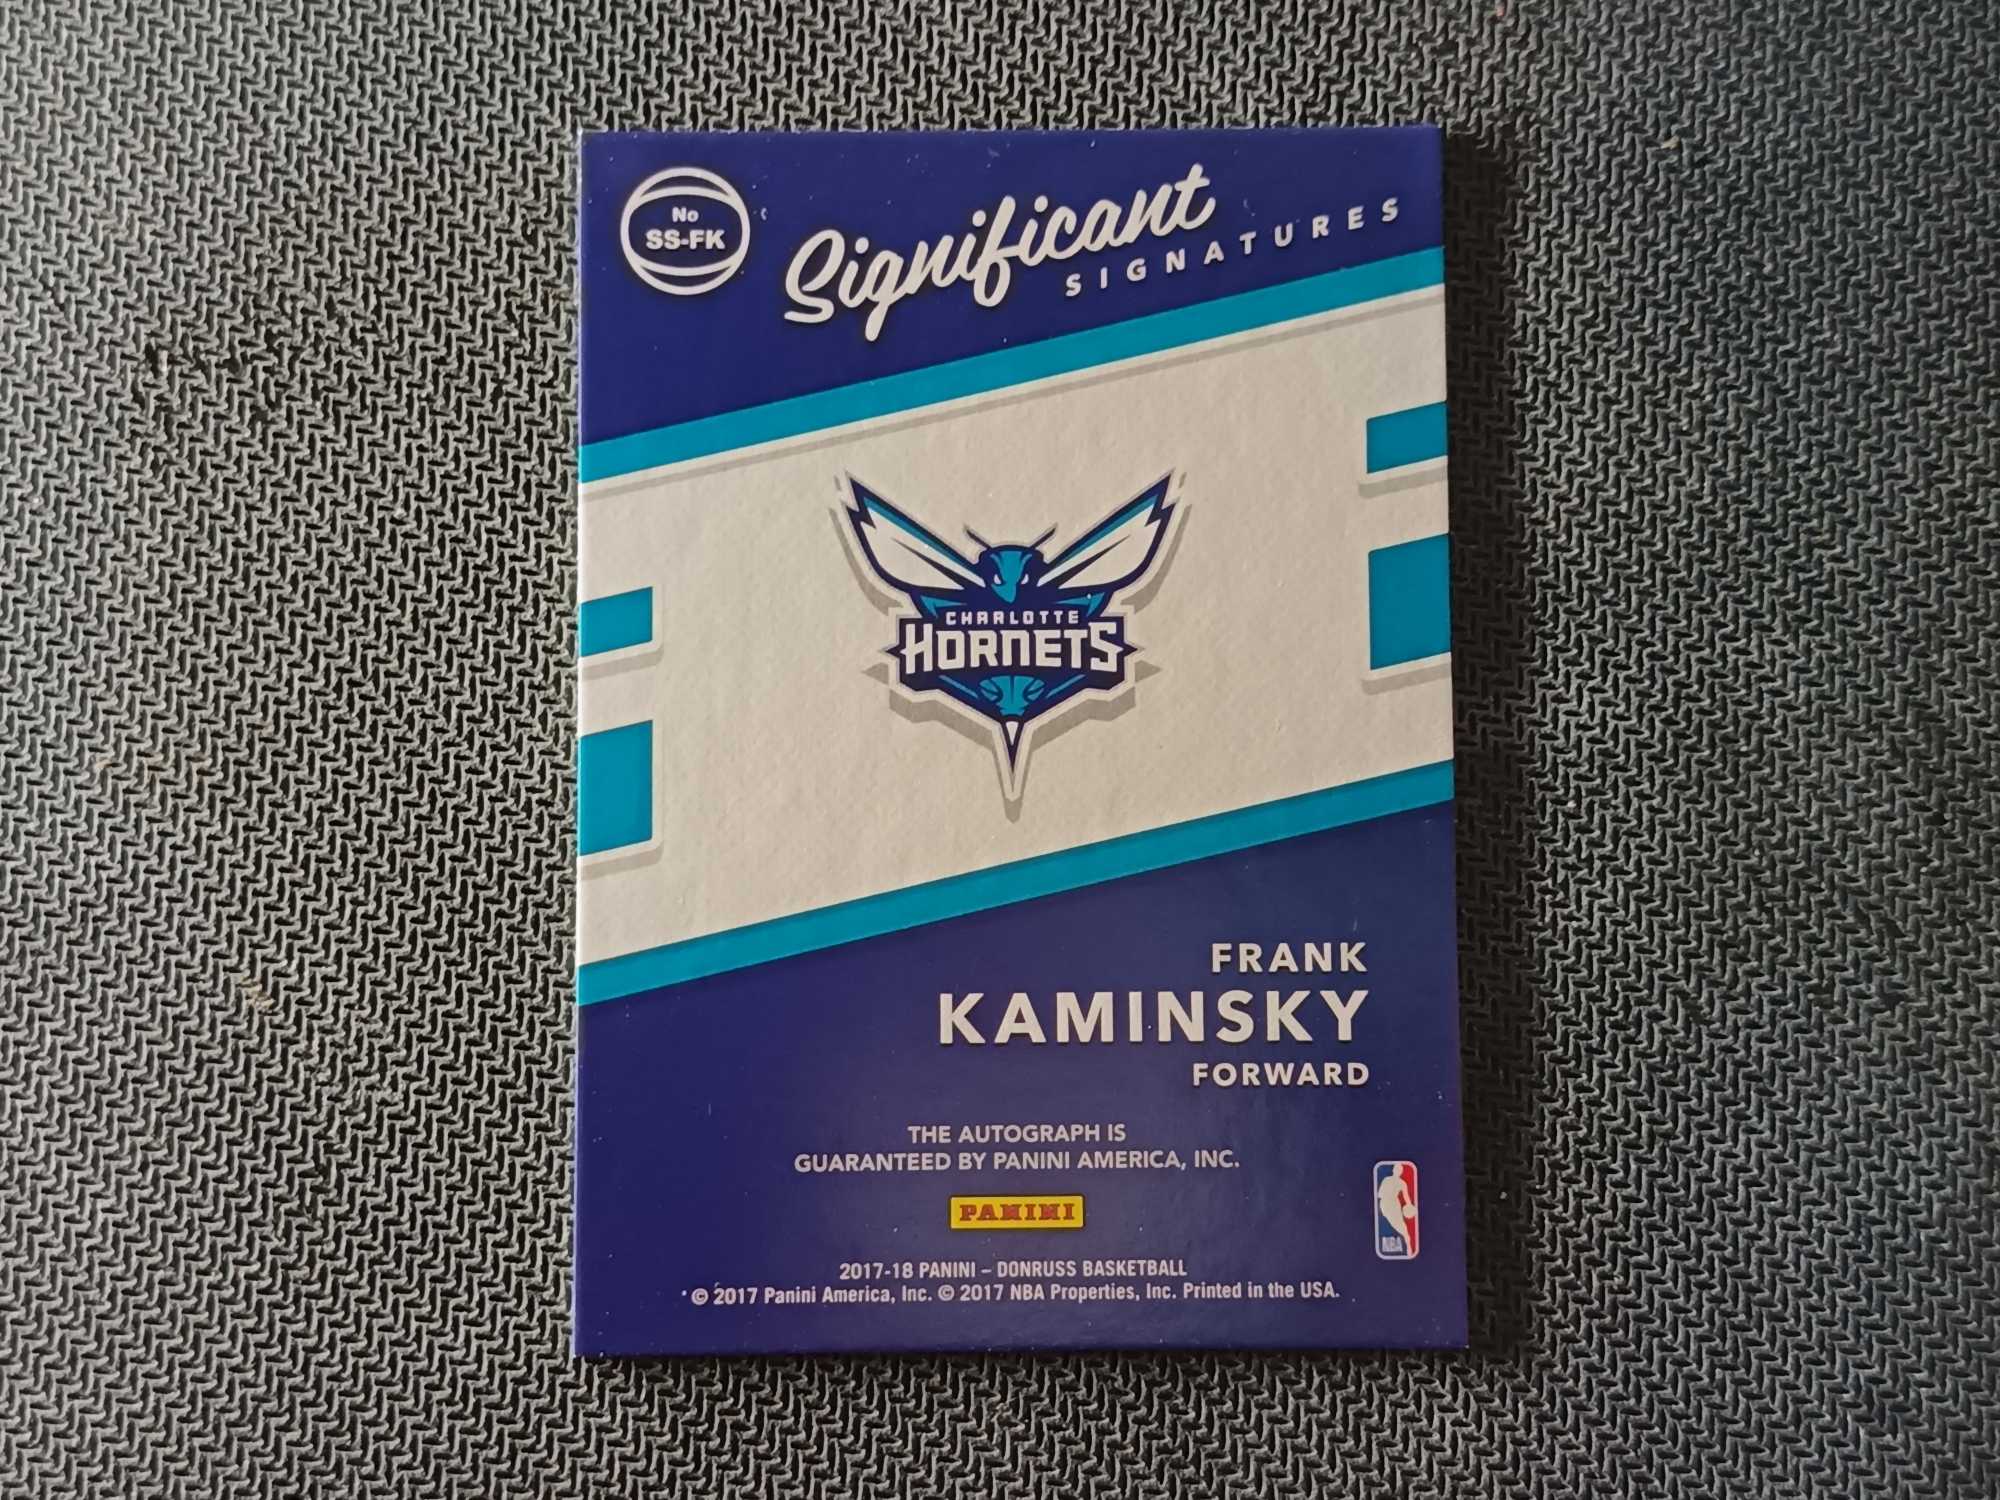 No
SS-FK
Significant
SIGNATURES
CHARLOTTE
HORNETS
FRANK
KAMINSKY
FORWARD
THE AUTOGRAPH IS
GUARANTEED BY PANINI AMERICA, INC.
PANINI
NBA
2017-18 PANINI – DONRUSS BASKETBALL
© 2017 Panini America, Inc. © 2017 NBA Properties, Inc. Printed in the USA.